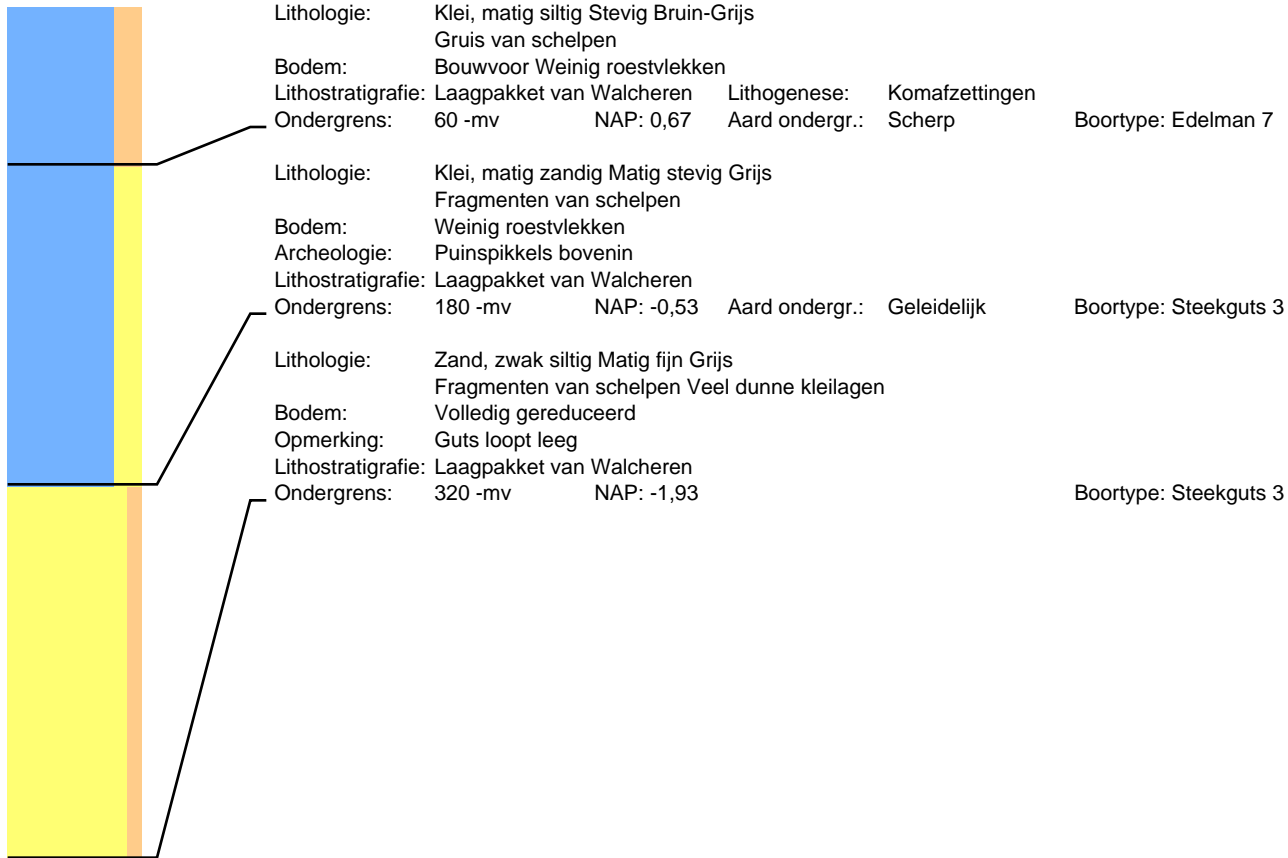 Lithologie: Klei, matig siltig Stevig Bruin-Grijs
Gruis van schelpen
Bodem: Bouwvoor Weinig roestvlekken
Lithostratigrafie: Laagpakket van Walcheren Lithogenese: Komafzettingen
Ondergrens: 60 -mv NAP: 0,67 Aard ondergr.: Scherp Boortype: Edelman 7
Lithologie: Klei, matig zandig Matig stevig Grijs
Fragmenten van schelpen
Bodem: Weinig roestvlekken
Archeologie: Puinspikkels bovenin
Lithostratigrafie: Laagpakket van Walcheren
Ondergrens: 180 -mv NAP: -0,53 Aard ondergr.: Geleidelijk Boortype: Steekguts 3
Lithologie: Zand, zwak siltig Matig fijn Grijs
Fragmenten van schelpen Veel dunne kleilagen
Bodem: Volledig gereduceerd
Opmerking: Guts loopt leeg
Lithostratigrafie: Laagpakket van Walcheren
Ondergrens: 320 -mv NAP: -1,93 Boortype: Steekguts 3